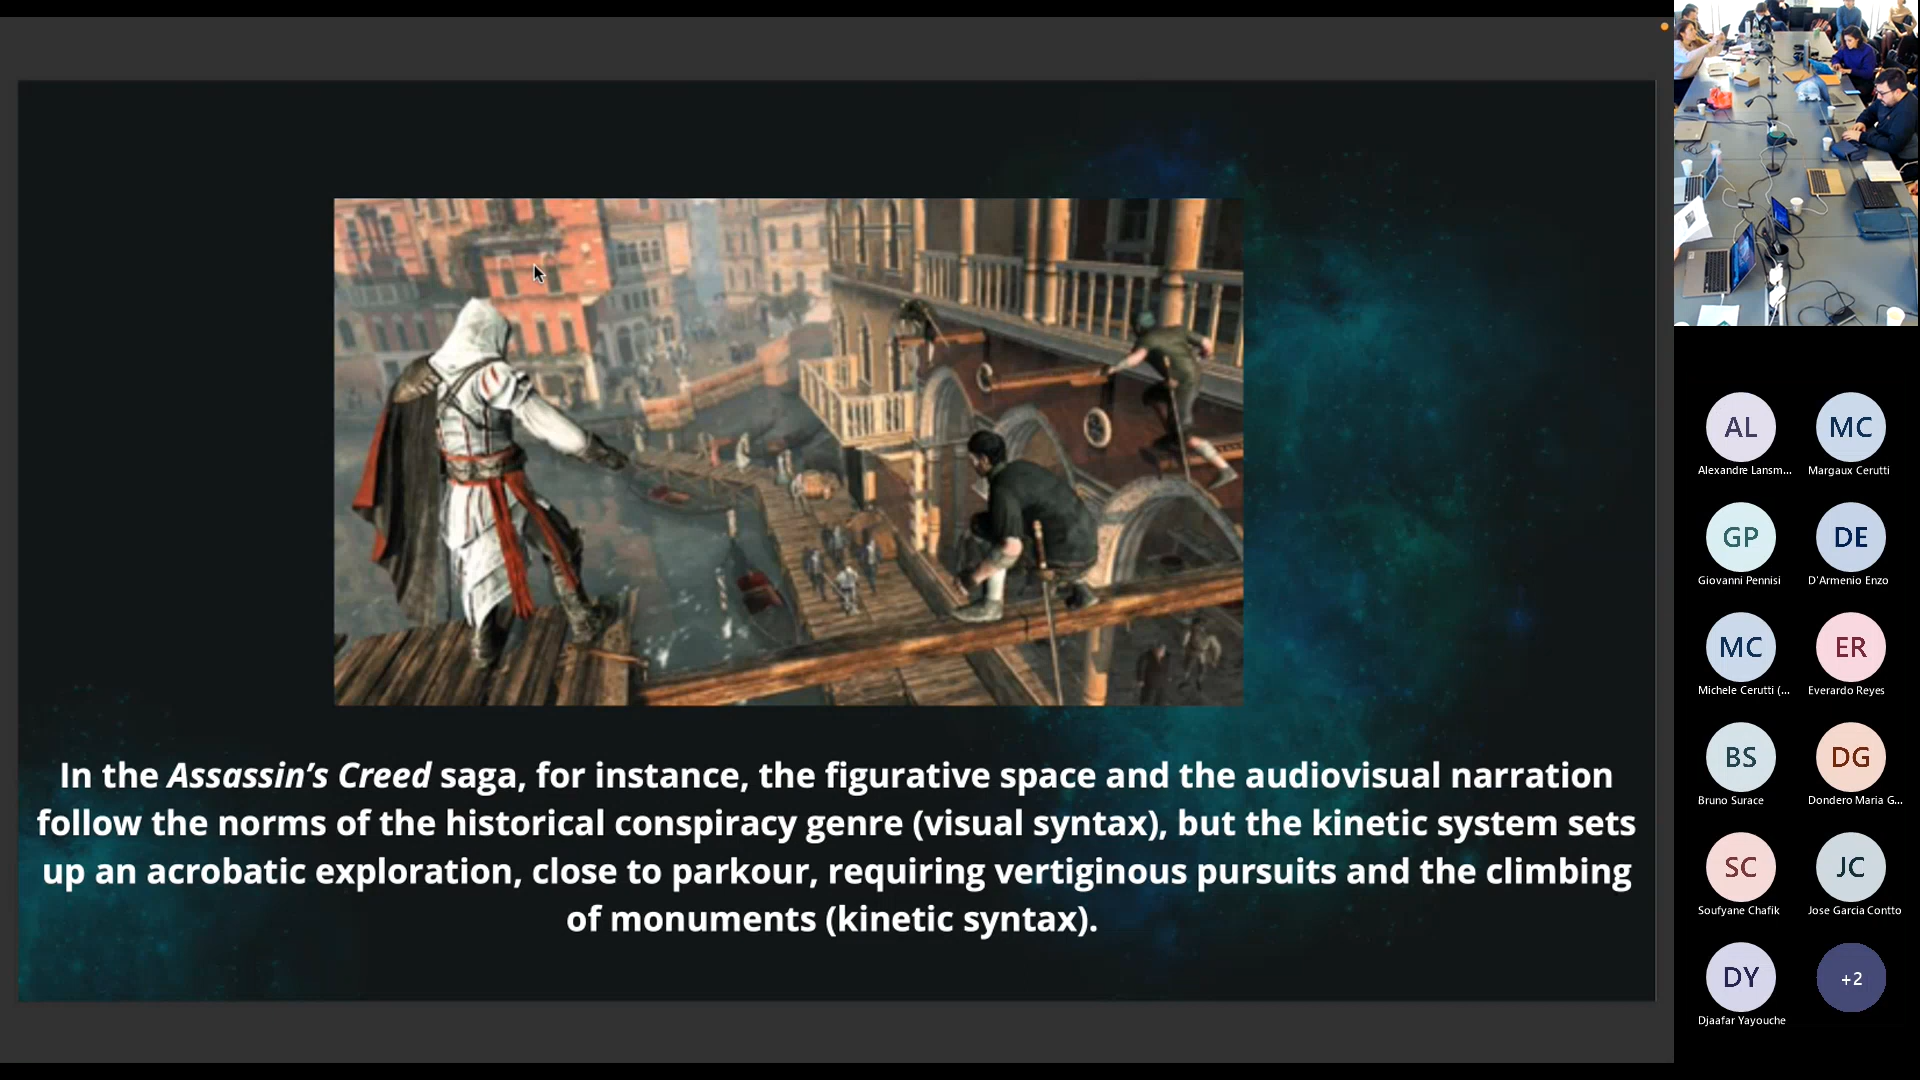 In the Assassin's Creed saga, for instance, the figurative space and the audiovisual narration
follow the norms of the historical conspiracy genre (visual syntax), but the kinetic system sets
up an acrobatic exploration, close to parkour, requiring vertiginous pursuits and the climbing
of monuments (kinetic syntax).
AL
MC
Alexandre Lansm...
Margaux Cerutti
GP
DE
Giovanni Pennisi
D'Armenio Enzo
MC
ER
Michele Cerutti (...
Everardo Reyes
BS
DG
Bruno Surace
Dondero Maria G...
SC
JC
Soufyane Chafik
Jose Garcia Contto
DY
+2
Djaafar Yayouche